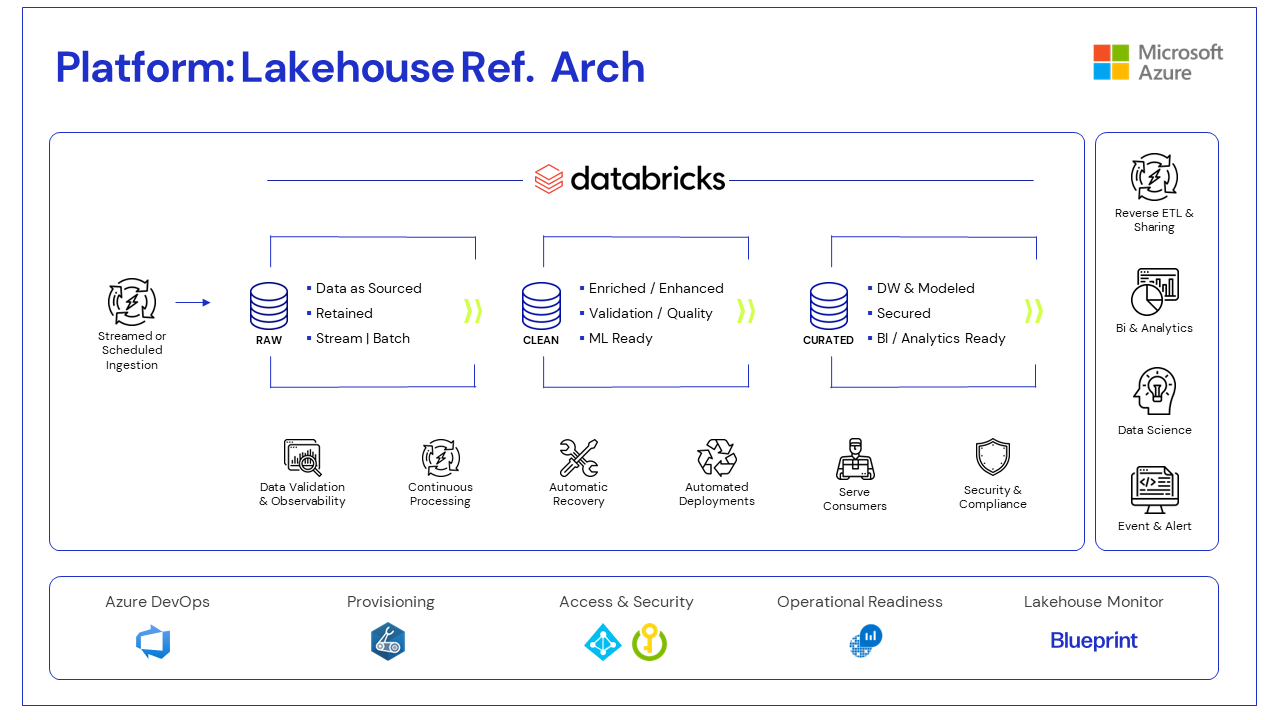 Platform: Lakehouse Ref. Arch
Microsoft
Azure
databricks
Streamed or
Scheduled
Ingestion
RAW
Data as Sourced
Retained
Stream | Batch
CLEAN
Enriched / Enhanced
Validation / Quality
ML Ready
CURATED
DW & Modeled
Secured
BI / Analytics Ready
Data Validation
& Observability
Continuous
Processing
Automatic
Recovery
Automated
Deployments
Serve
Consumers
Security &
Compliance
Reverse ETL &
Sharing
Bi & Analytics
Data Science
Event & Alert
Azure DevOps
Provisioning
Access & Security
Operational Readiness
Lakehouse Monitor
Blueprint